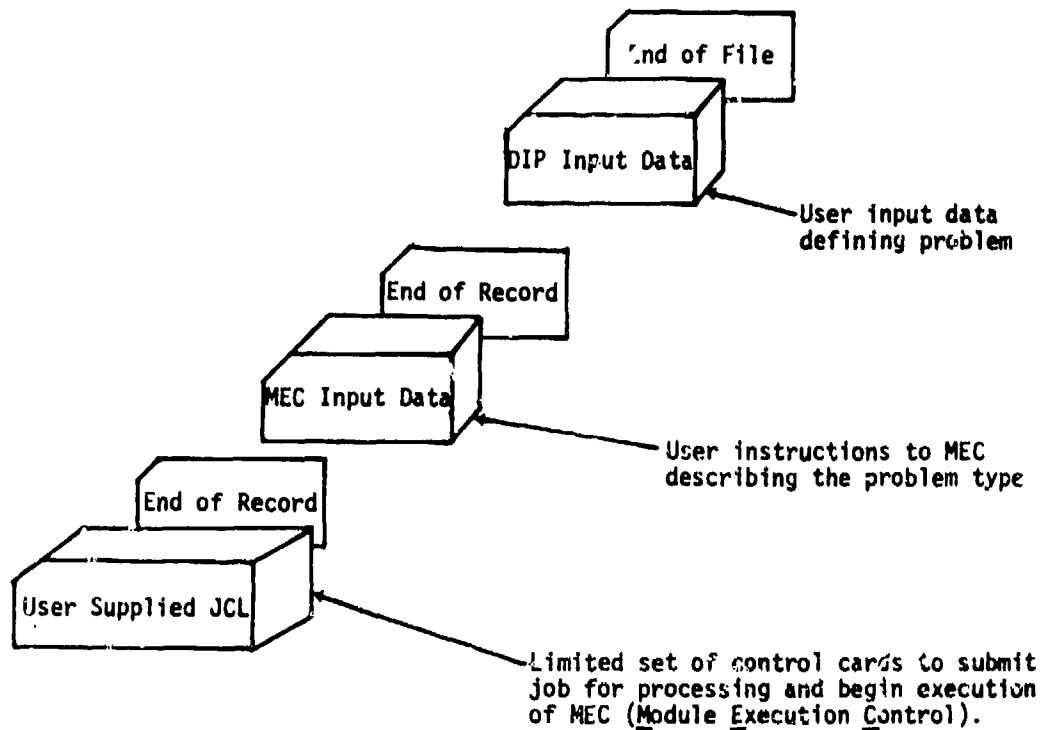 End of File
DIP Input Data
User input data
defining problem
End of Record
MEC Input Data
User instructions to MEC
describing the problem type
End of Record
User Supplied JCL
Limited set of control cards to submit
job for processing and begin execution
of MEC (Module Execution Control).